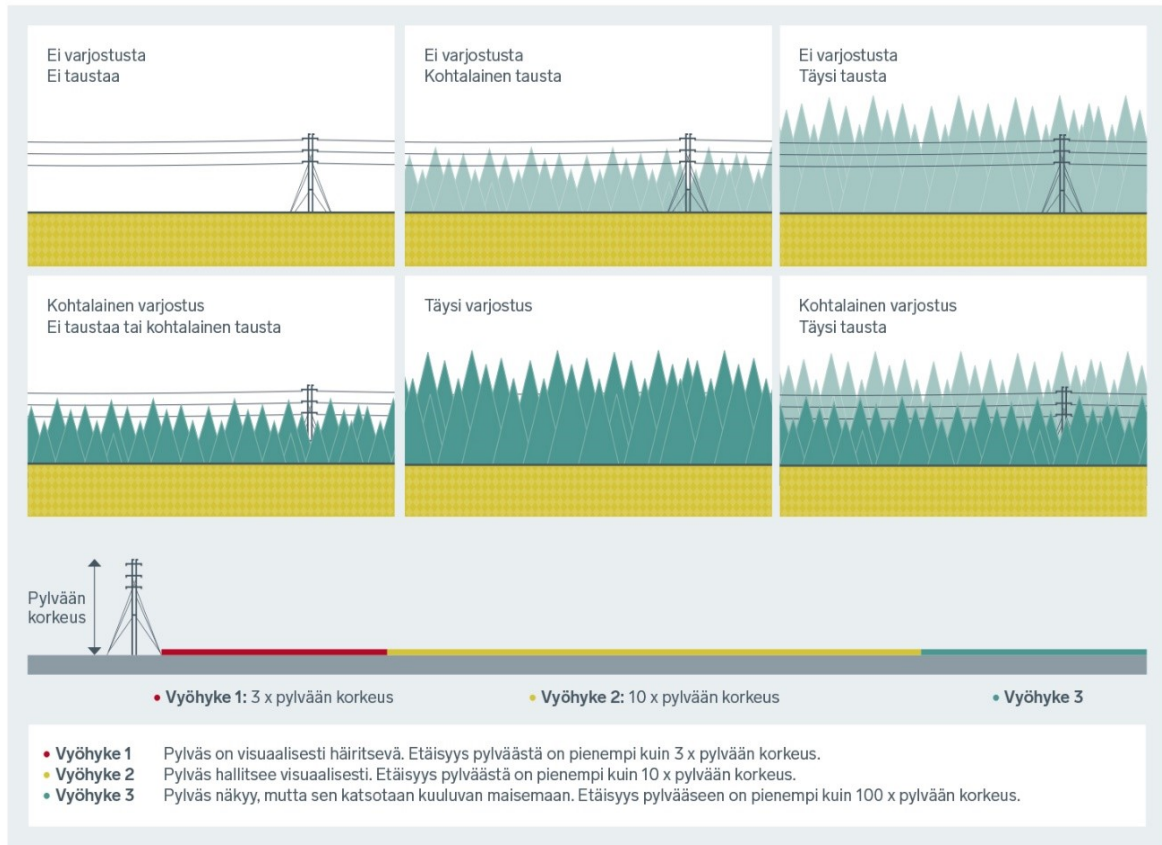 Ei varjostusta
Ei taustaa
Ei varjostusta
Kohtalainen tausta
Ei varjostusta
Täysi tausta
Kohtalainen varjostus
Ei taustaa tai kohtalainen tausta
Täysi varjostus
Kohtalainen varjostus
Täysi tausta
Pylvään
korkeus
• Vyöhyke 1: 3 x pylvään korkeus
• Vyöhyke 2: 10 x pylvään korkeus
• Vyöhyke 3
• Vyöhyke 1 Pylväs on visuaalisesti häiritsevä. Etäisyys pylväästä on pienempi kuin 3 x pylvään korkeus.
• Vyöhyke 2 Pylväs hallitsee visuaalisesti. Etäisyys pylväästä on pienempi kuin 10 x pylvään korkeus.
• Vyöhyke 3 Pylväs näkyy, mutta sen katsotaan kuuluvan maisemaan. Etäisyys pylvääseen on pienempi kuin 100 x pylvään korkeus.